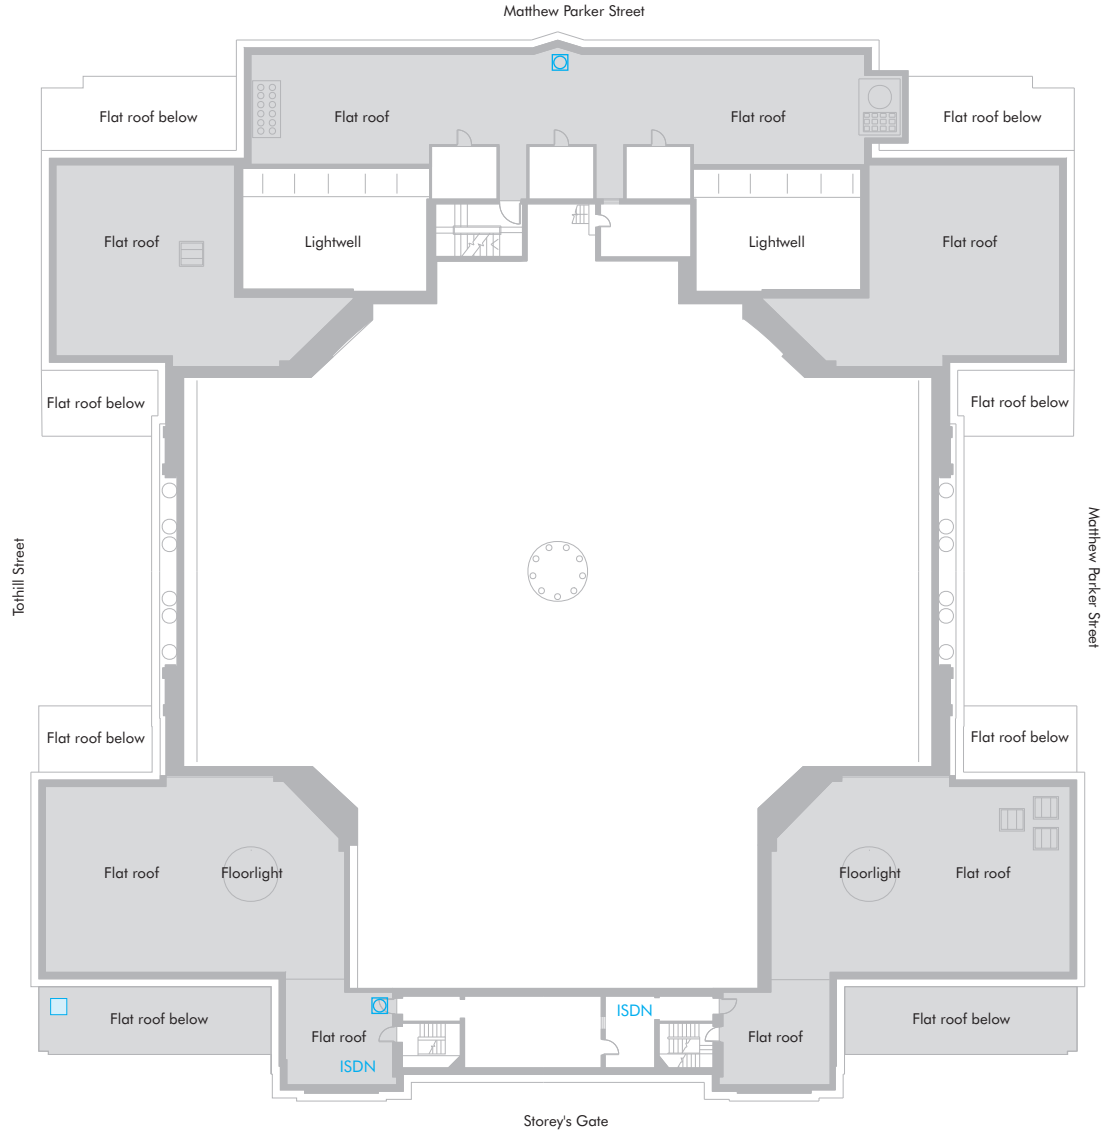 Matthew Parker Street
Flat roof below
Flat roof
Flat roof
Flat roof below
Flat roof
Lightwell
Lightwell
Flat roof
Flat roof below
Flat roof below
Tothill Street
Matthew Parker Street
Flat roof below
Flat roof below
Flat roof
Floorlight
Floorlight
Flat roof
Flat roof below
Flat roof
ISDN
ISDN
Flat roof
Flat roof below
Storey's Gate